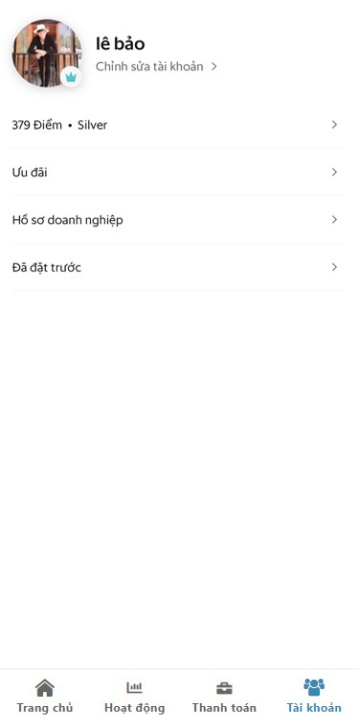 lê bảo
Chỉnh sửa tài khoản
379 Điểm • Silver
Ưu đãi
Hồ sơ doanh nghiệp
Đã đặt trước
Trang chủ
Hoạt động
Thanh toán
Tài khoản